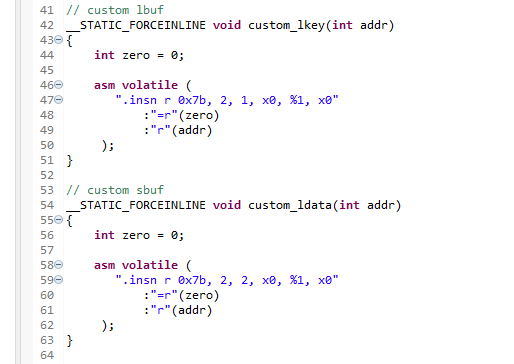 41 // custom lbuf
42 __STATIC_FORCEINLINE void custom_lkey(int addr)
43 {
44 int zero = 0;
45
46 asm volatile (
47 ".insn r 0x7b, 2, 1, x0, %1, x0"
48 :"=r"(zero)
49 :"r"(addr)
50 );
51 }
52
53 // custom sbuf
54 __STATIC_FORCEINLINE void custom_ldata(int addr)
55 {
56 int zero = 0;
57
58 asm volatile (
59 ".insn r 0x7b, 2, 2, x0, %1, x0"
60 :"=r"(zero)
61 :"r"(addr)
62 );
63 }
64